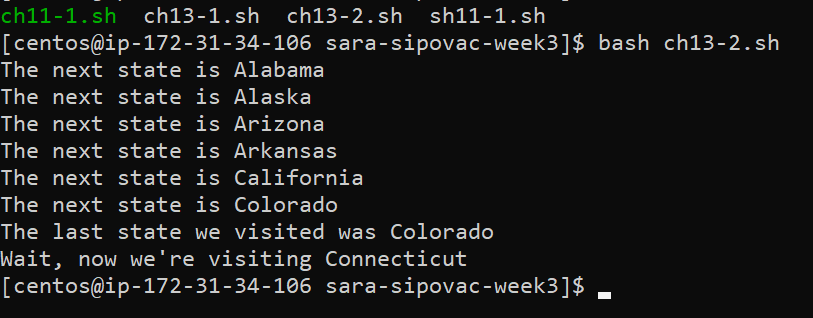 ch11-1.sh  ch13-1.sh  ch13-2.sh  sh11-1.sh
[centos@ip-172-31-34-106 sara-sipovac-week3]$ bash ch13-2.sh
The next state is Alabama
The next state is Alaska
The next state is Arizona
The next state is Arkansas
The next state is California
The next state is Colorado
The last state we visited was Colorado
Wait, now we're visiting Connecticut
[centos@ip-172-31-34-106 sara-sipovac-week3]$